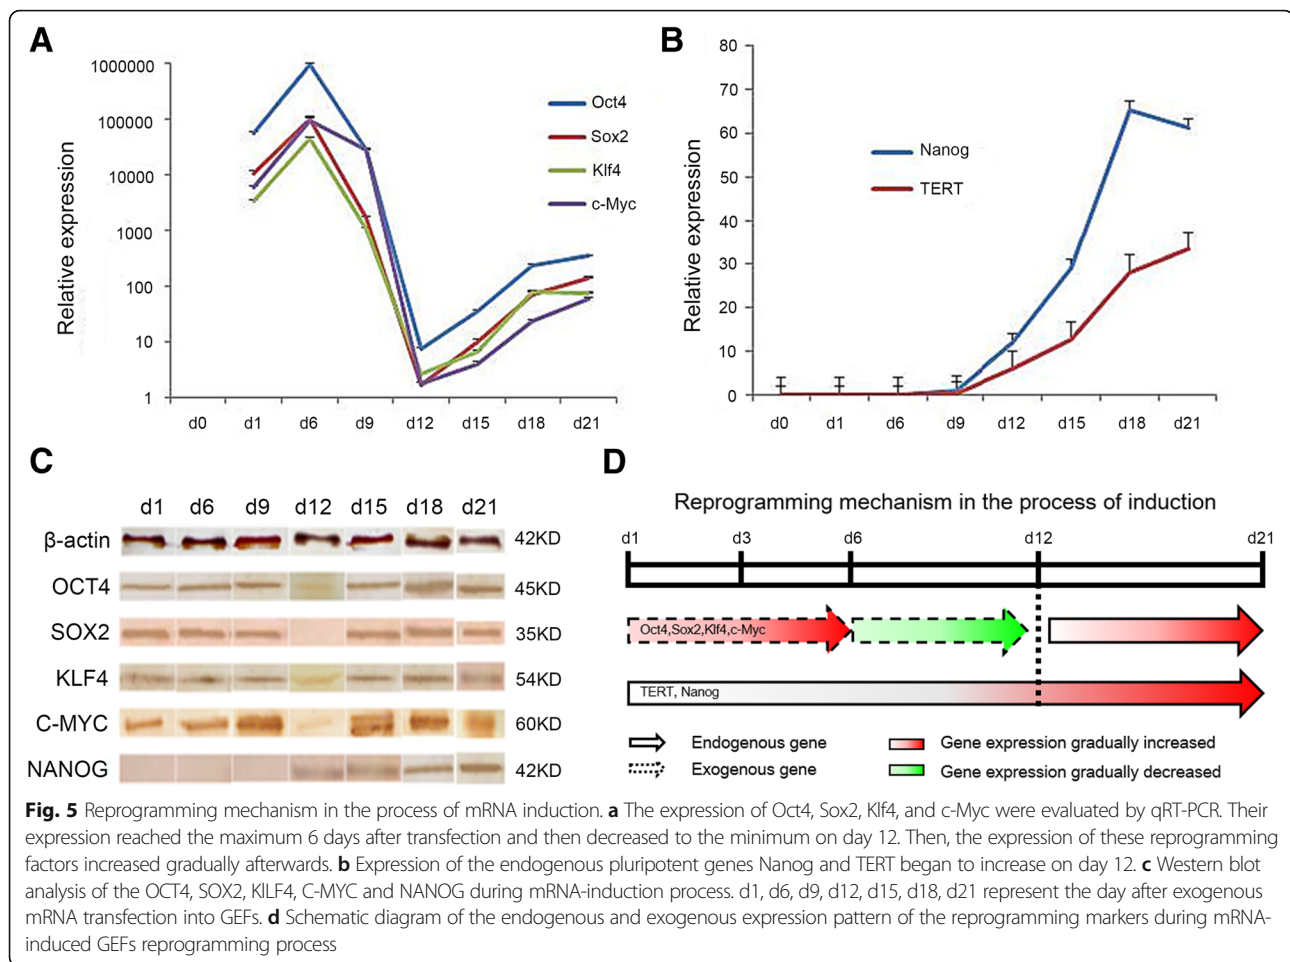 A
1000000
100000
10000
1000
100
10
1
Relative expression
Oct4
Sox2
Klf4
c-Myc
d0 d1 d6 d9 d12 d15 d18 d21
B
80
70
60
50
40
30
20
10
0
Relative expression
Nanog
TERT
d0 d1 d6 d9 d12 d15 d18 d21
C
d1 d6 d9 d12 d15 d18 d21
β-actin 42KD
OCT4 45KD
SOX2 35KD
KLF4 54KD
C-MYC 60KD
NANOG 42KD
D
Reprogramming mechanism in the process of induction
d1 d3 d6 d12 d21
Oct4,Sox2,Klf4,c-Myc
TERT, Nanog
Endogenous gene
Exogenous gene
Gene expression gradually increased
Gene expression gradually decreased
Fig. 5 Reprogramming mechanism in the process of mRNA induction. a The expression of Oct4, Sox2, Klf4, and c-Myc were evaluated by qRT-PCR. Their
expression reached the maximum 6 days after transfection and then decreased to the minimum on day 12. Then, the expression of these reprogramming
factors increased gradually afterwards. b Expression of the endogenous pluripotent genes Nanog and TERT began to increase on day 12. c Western blot
analysis of the OCT4, SOX2, KlLF4, C-MYC and NANOG during mRNA-induction process. d1, d6, d9, d12, d15, d18, d21 represent the day after exogenous
mRNA transfection into GEFs. d Schematic diagram of the endogenous and exogenous expression pattern of the reprogramming markers during mRNA-
induced GEFs reprogramming process